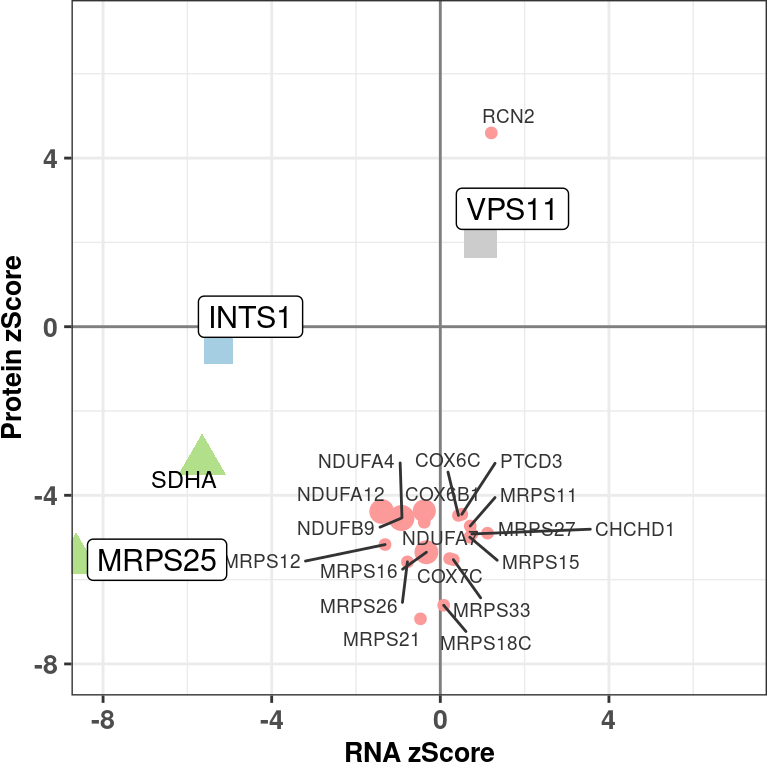 RCN2
4
VPS11
INTS1
0
Protein zScore
NDUFA4
COX6C
PTCD3
SDHA
-4
NDUFA12
COX6B1
MRPS11
NDUFB9
MRPS27
CHCHD1
NDUFA7
MRPS25
MRPS12
MRPS15
MRPS16
COX7C
MRPS26
MRPS33
MRPS21
MRPS18C
-8
-8
-4
0
4
RNA zScore